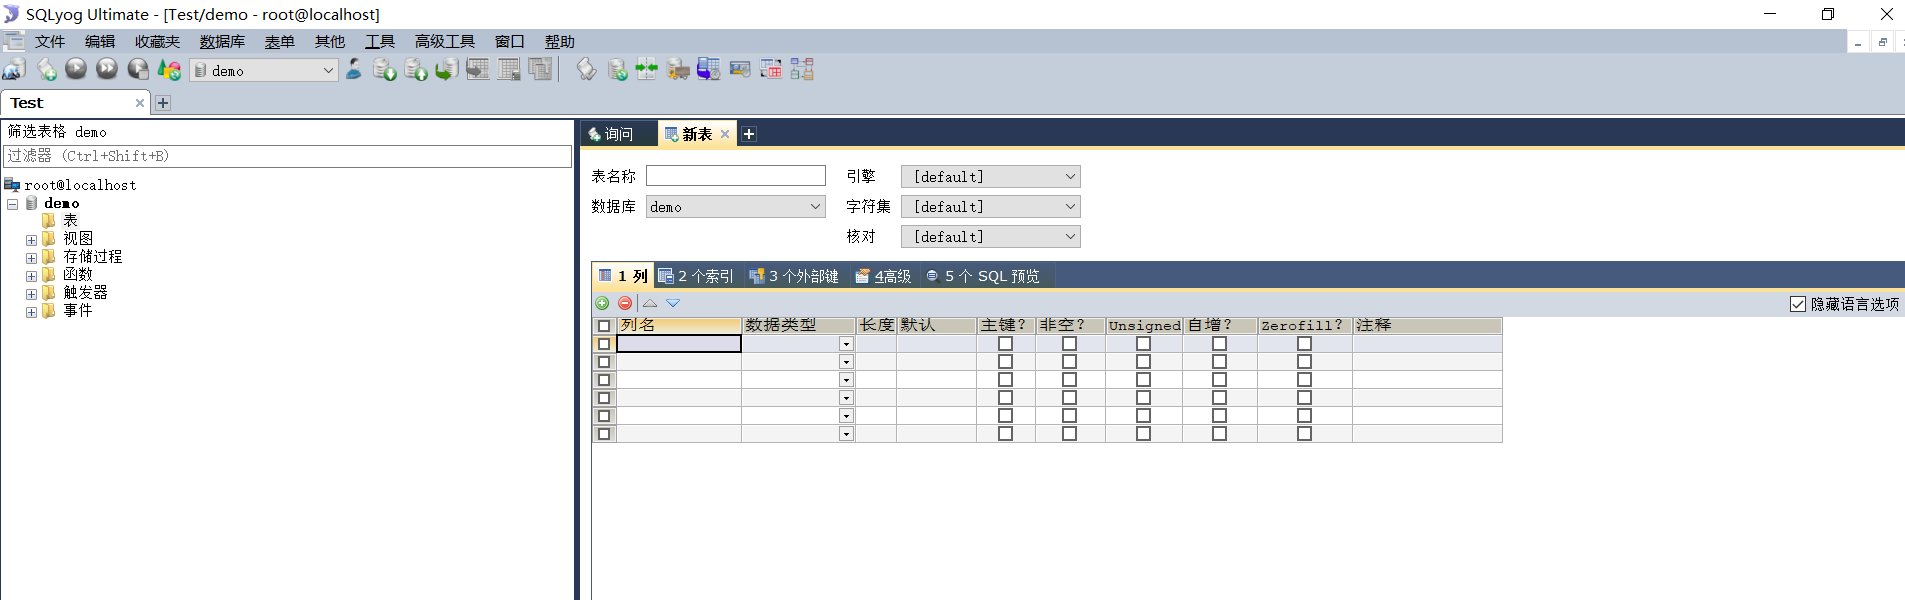 SQLyog Ultimate - [Test/demo - root@localhost]
文件 编辑 收藏夹 数据库 表单 其他 工具 高级工具 窗口 帮助
demo
Test
筛选表格 demo
过滤器 (Ctrl+Shift+B)
root@localhost
demo
表
视图
存储过程
函数
触发器
事件
询问 新表
表名称 引擎 [default]
数据库 demo 字符集 [default]
核对 [default]
1 列 2 个索引 3 个外部键 4高级 5 个 SQL 预览
隐藏语言选项
列名 数据类型 长度 默认 主键? 非空? Unsigned 自增? Zerofill? 注释